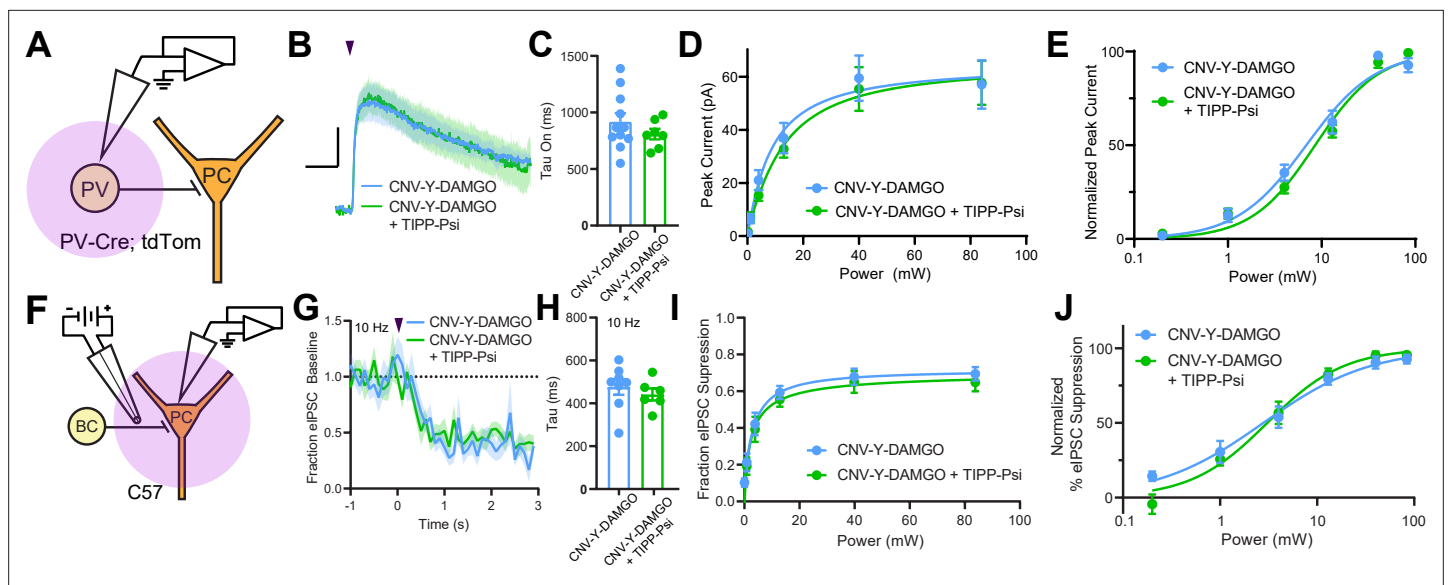 A
PV
PC
PV-Cre; tdTom
B
CNV-Y-DAMGO
CNV-Y-DAMGO
+ TIPP-Psi
C
1500
1000
500
0
Tau On (ms)
CNV-Y-DAMGO
CNV-Y-DAMGO
+ TIPP-Psi
D
60
40
20
0
Peak Current (pA)
CNV-Y-DAMGO
CNV-Y-DAMGO + TIPP-Psi
0 20 40 60 80 100
Power (mW)
E
100
50
0
Normalized Peak Current
CNV-Y-DAMGO
CNV-Y-DAMGO
+ TIPP-Psi
0.1 1 10 100
Power (mW)
F
- +
BC
PC
C57
G
1.5
1.0
0.5
0.0
Fraction eIPSC Baseline
10 Hz
CNV-Y-DAMGO
CNV-Y-DAMGO
+ TIPP-Psi
-1 0 1 2 3
Time (s)
H
800
600
400
200
0
Tau (ms)
10 Hz
CNV-Y-DAMGO
CNV-Y-DAMGO
+ TIPP-Psi
I
1.0
0.8
0.6
0.4
0.2
0.0
Fraction eIPSC Supression
CNV-Y-DAMGO
CNV-Y-DAMGO + TIPP-Psi
0 20 40 60 80 100
Power (mW)
J
100
50
0
Normalized
% eIPSC Suppression
CNV-Y-DAMGO
CNV-Y-DAMGO
+ TIPP-Psi
0.1 1 10 100
Power (mW)